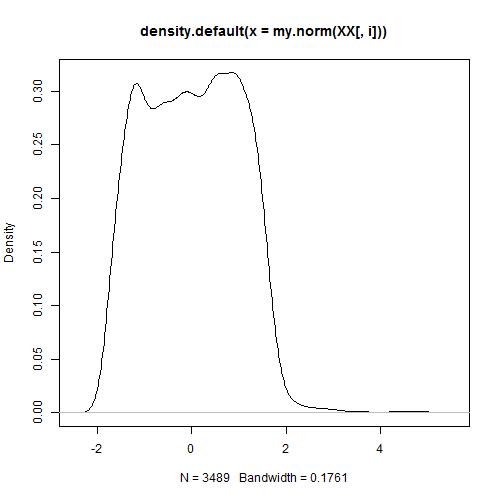 density.default(x = my.norm(XX[, i]))
Density
0.30
0.25
0.20
0.15
0.10
0.05
0.00
-2 0 2 4
N = 3489 Bandwidth = 0.1761